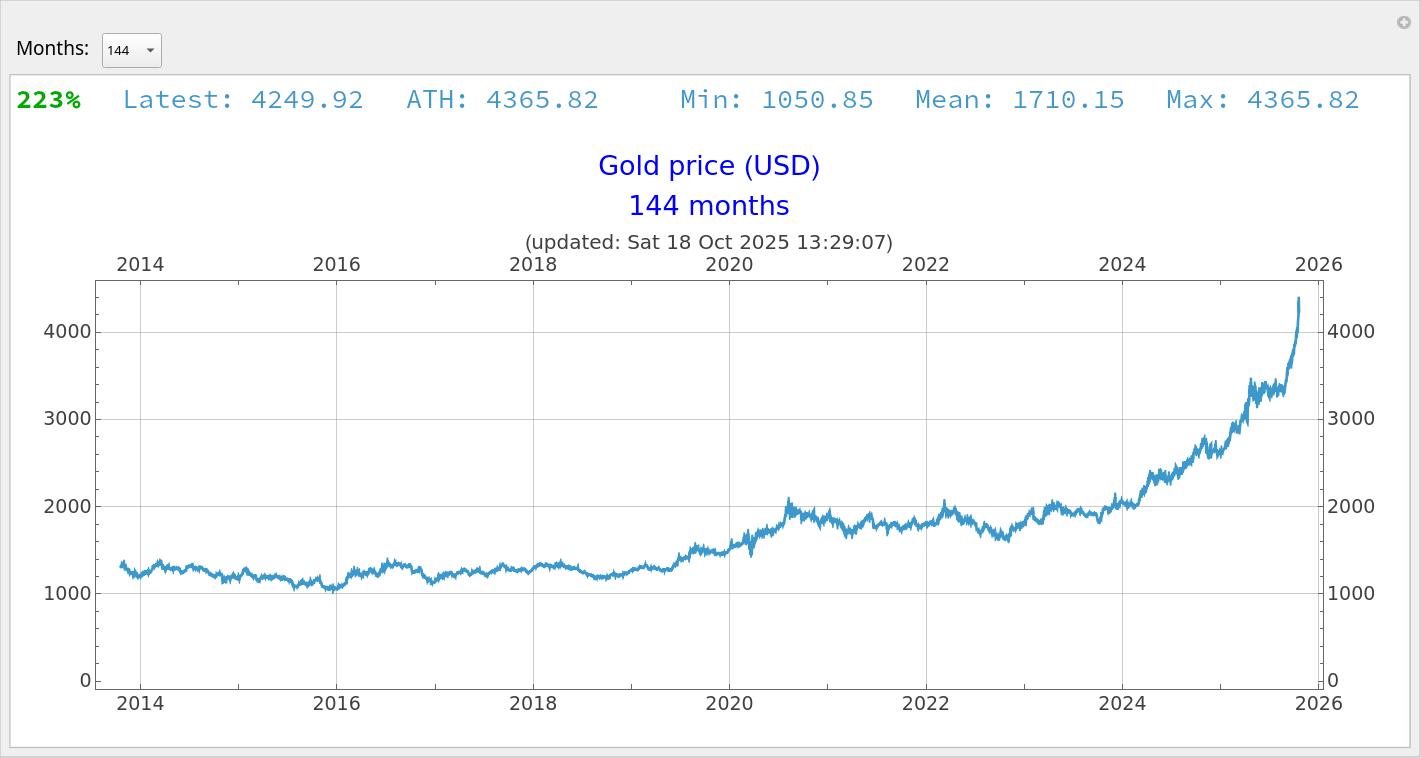 Months: 144
223% Latest: 4249.92 ATH: 4365.82 Min: 1050.85 Mean: 1710.15 Max: 4365.82
Gold price (USD)
144 months
(updated: Sat 18 Oct 2025 13:29:07)
2014 2016 2018 2020 2022 2024 2026
4000 4000
3000 3000
2000 2000
1000 1000
0 0
2014 2016 2018 2020 2022 2024 2026